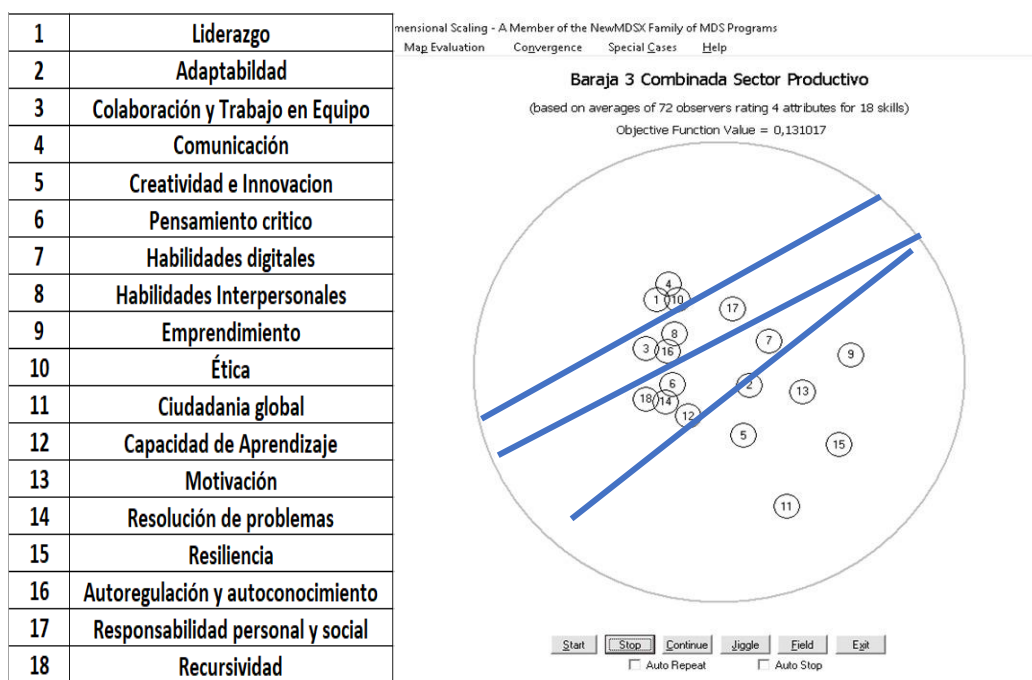 1 Liderazgo
2 Adaptabildad
3 Colaboración y Trabajo en Equipo
4 Comunicación
5 Creatividad e Innovacion
6 Pensamiento critico
7 Habilidades digitales
8 Habilidades Interpersonales
9 Emprendimiento
10 Ética
11 Ciudadania global
12 Capacidad de Aprendizaje
13 Motivación
14 Resolución de problemas
15 Resiliencia
16 Autoregulación y autoconocimiento
17 Responsabilidad personal y social
18 Recursividad
mensional Scaling - A Member of the NewMDSX Family of MDS Programs
Map Evaluation Convergence Special Cases Help
Baraja 3 Combinada Sector Productivo
(based on averages of 72 observers rating 4 attributes for 18 skills)
Objective Function Value = 0,131017
4
1 10
17
8
7
3 16
9
6 2
13
18 14
12
5
15
11
Start Stop Continue Jiggle Field Exit
Auto Repeat Auto Stop